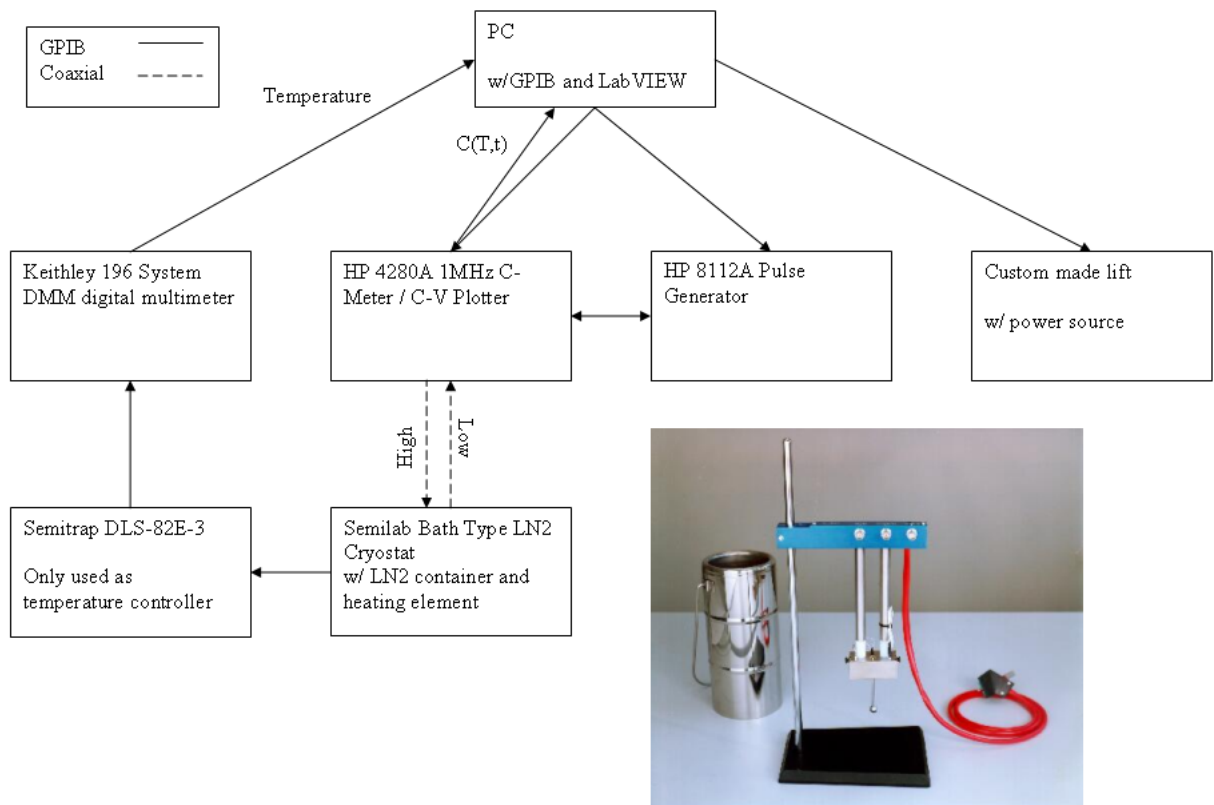 GPIB
Coaxial
PC
w/GPIB and LabVIEW
Temperature
C(T,t)
Keithley 196 System
DMM digital multimeter
HP 4280A 1MHz C-
Meter / C-V Plotter
HP 8112A Pulse
Generator
Custom made lift
w/ power source
High
Low
Semitrap DLS-82E-3
Only used as
temperature controller
Semilab Bath Type LN2
Cryostat
w/ LN2 container and
heating element